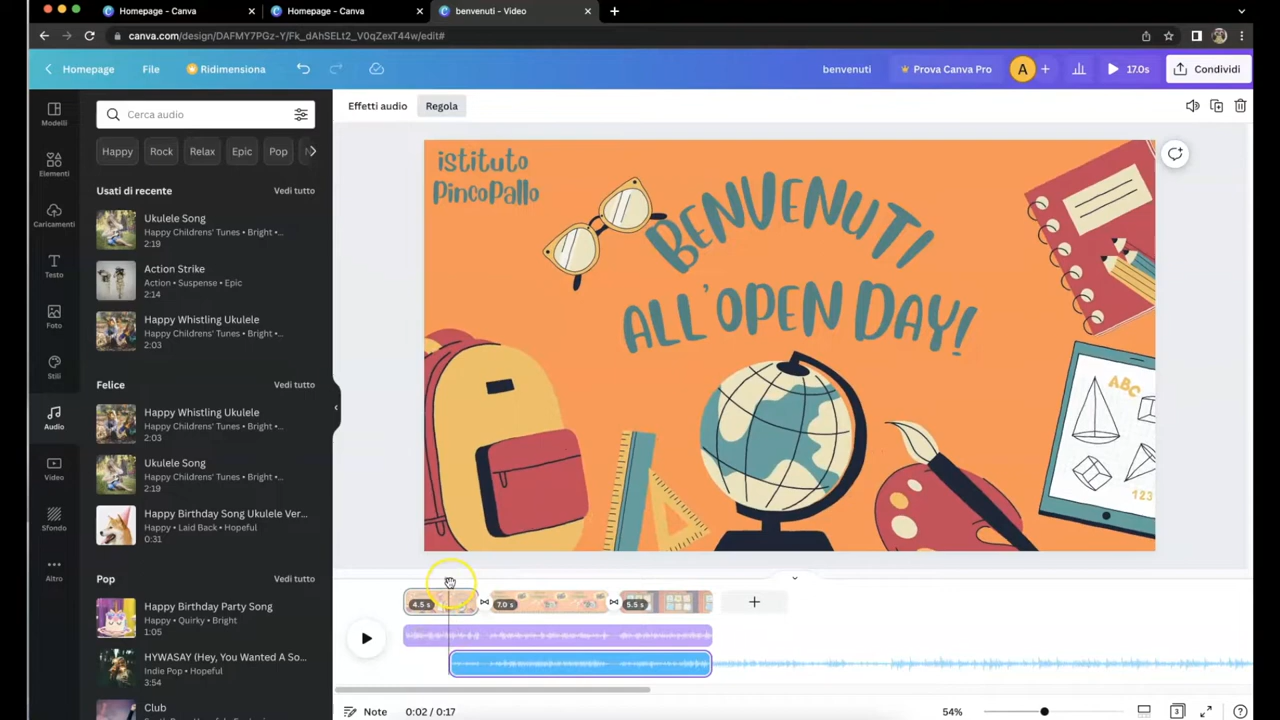 Homepage - Canva
Homepage - Canva
benvenuti - Video
canva.com/design/DAFMY7PGz-Y/Fk_dAhSELt2_V0qZexT44w/edit#
Homepage
File
Ridimensiona
benvenuti
Prova Canva Pro
A
17.0s
Condividi
Modelli
Elementi
Caricamenti
Testo
Foto
Stili
Audio
Video
Sfondo
Altro
Cerca audio
Happy
Rock
Relax
Epic
Pop
Usati di recente
Vedi tutto
Ukulele Song
Happy Childrens' Tunes • Bright •...
2:19
Action Strike
Action • Suspense • Epic
2:14
Happy Whistling Ukulele
Happy Childrens' Tunes • Bright •...
2:03
Felice
Vedi tutto
Happy Whistling Ukulele
Happy Childrens' Tunes • Bright •...
2:03
Ukulele Song
Happy Childrens' Tunes • Bright •...
2:19
Happy Birthday Song Ukulele Ver...
Happy • Laid Back • Hopeful
0:31
Pop
Vedi tutto
Happy Birthday Party Song
Happy • Quirky • Bright
1:05
HYWASAY (Hey, You Wanted A So...
Indie Pop • Hopeful
3:54
Club
Effetti audio
Regola
istituto
PincoPallo
BENVENUTI
ALL'OPEN DAY!
ABC
123
4.5 s
7.0 s
5.5 s
Note
0:02 / 0:17
54%
3